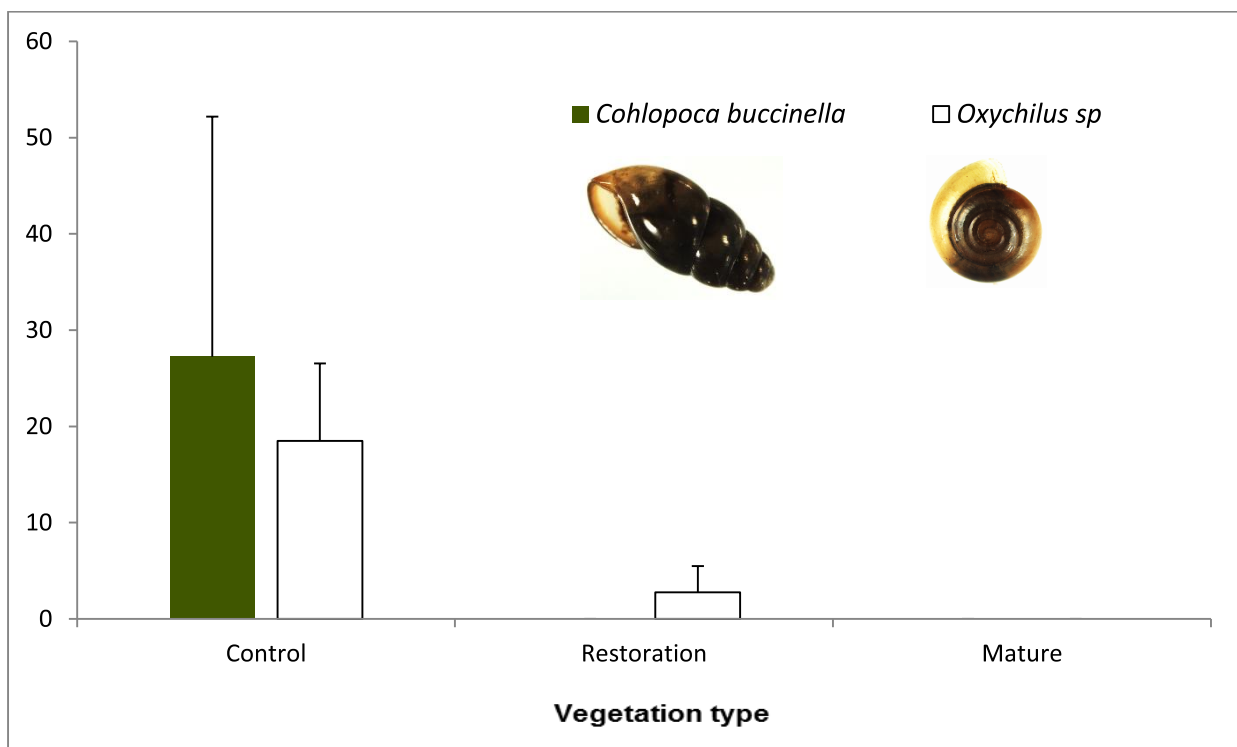 60
50
40
30
20
10
0
Cohlopoca buccinella
Oxychilus sp
Control
Restoration
Mature
Vegetation type